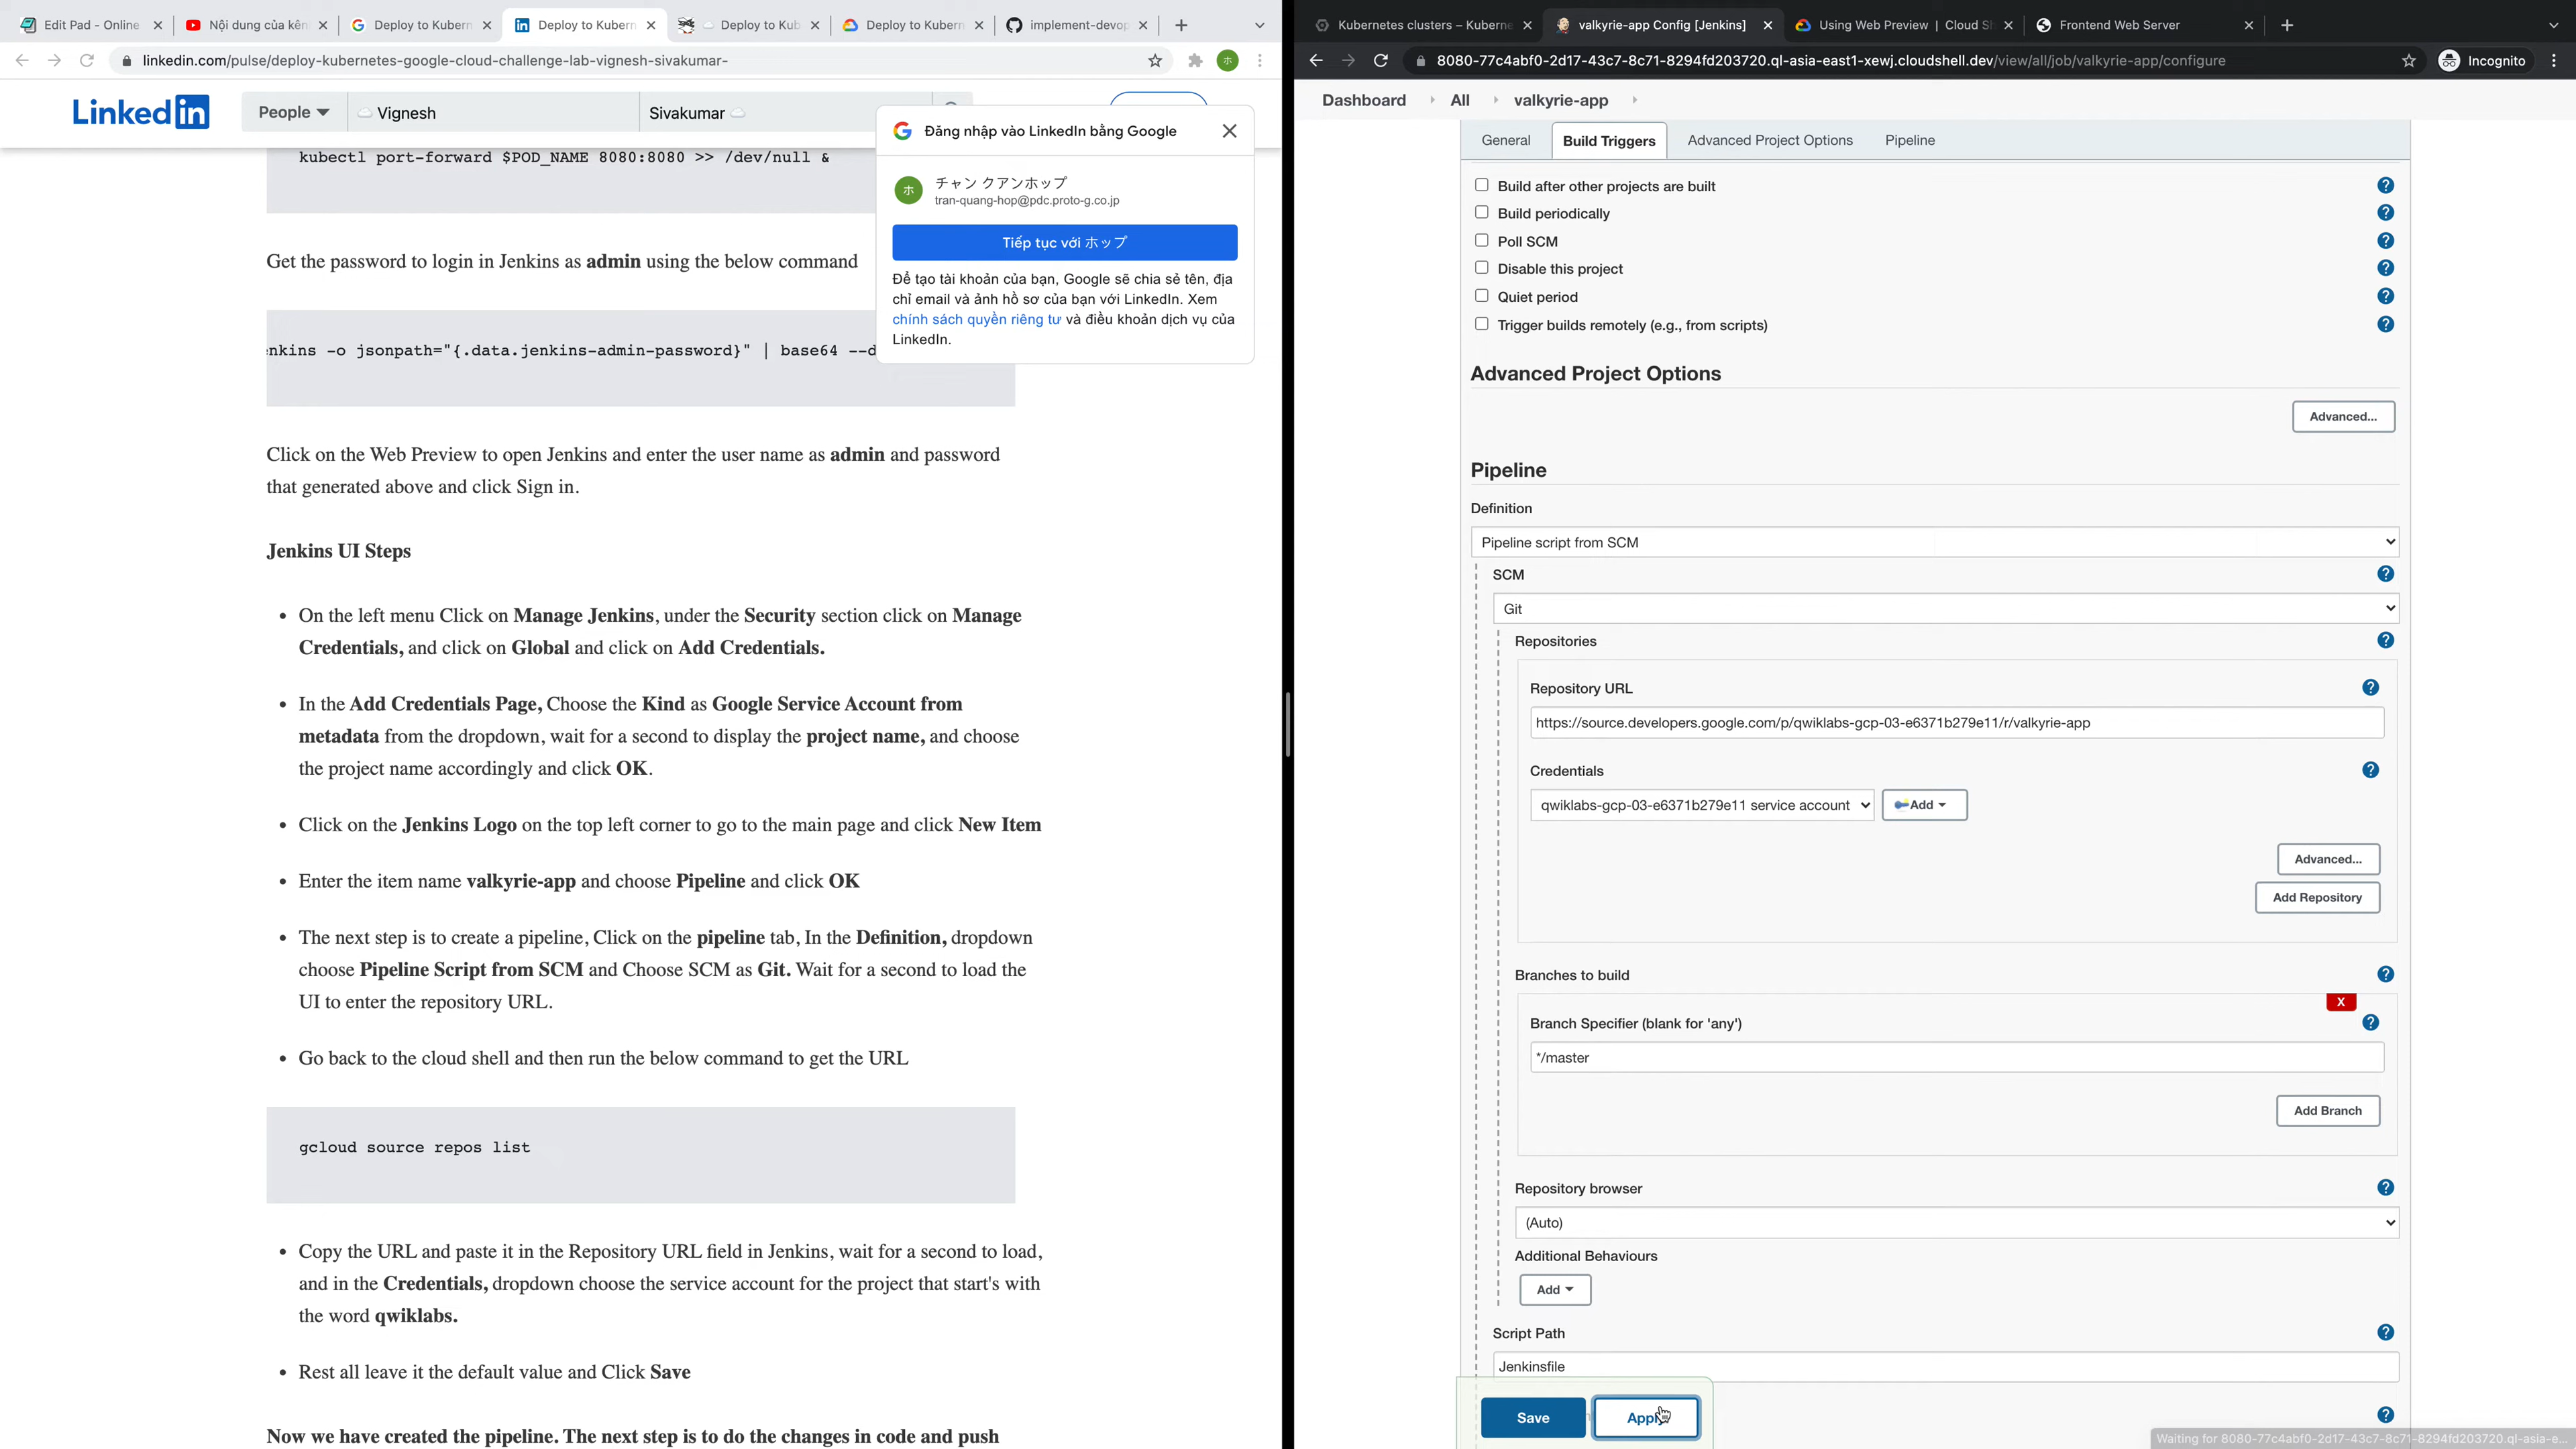 Edit Pad - Online
Nội dung của kên
Deploy to Kubern
Deploy to Kubern
Deploy to Kub
Deploy to Kubern
implement-devop
linkedin.com/pulse/deploy-kubernetes-google-cloud-challenge-lab-vignesh-sivakumar-
ホ
LinkedIn
People
Vignesh
Sivakumar
Đăng nhập vào LinkedIn bằng Google
ホ
チャン クアンホップ
tran-quang-hop@pdc.proto-g.co.jp
Tiếp tục với ホップ
Để tạo tài khoản của bạn, Google sẽ chia sẻ tên, địa
chỉ email và ảnh hồ sơ của bạn với LinkedIn. Xem
chính sách quyền riêng tư và điều khoản dịch vụ của
LinkedIn.
kubectl port-forward $POD_NAME 8080:8080 >> /dev/null &
Get the password to login in Jenkins as admin using the below command
nkins -o jsonpath="{.data.jenkins-admin-password}" | base64 --d
Click on the Web Preview to open Jenkins and enter the user name as admin and password
that generated above and click Sign in.
Jenkins UI Steps
• On the left menu Click on Manage Jenkins, under the Security section click on Manage
Credentials, and click on Global and click on Add Credentials.
• In the Add Credentials Page, Choose the Kind as Google Service Account from
metadata from the dropdown, wait for a second to display the project name, and choose
the project name accordingly and click OK.
• Click on the Jenkins Logo on the top left corner to go to the main page and click New Item
• Enter the item name valkyrie-app and choose Pipeline and click OK
• The next step is to create a pipeline, Click on the pipeline tab, In the Definition, dropdown
choose Pipeline Script from SCM and Choose SCM as Git. Wait for a second to load the
UI to enter the repository URL.
• Go back to the cloud shell and then run the below command to get the URL
gcloud source repos list
• Copy the URL and paste it in the Repository URL field in Jenkins, wait for a second to load,
and in the Credentials, dropdown choose the service account for the project that start's with
the word qwiklabs.
• Rest all leave it the default value and Click Save
Now we have created the pipeline. The next step is to do the changes in code and push
Kubernetes clusters – Kuberne
valkyrie-app Config [Jenkins]
Using Web Preview | Cloud Sh
Frontend Web Server
8080-77c4abf0-2d17-43c7-8c71-8294fd203720.ql-asia-east1-xewj.cloudshell.dev/view/all/job/valkyrie-app/configure
Incognito
Dashboard
All
valkyrie-app
General
Build Triggers
Advanced Project Options
Pipeline
Build after other projects are built
Build periodically
Poll SCM
Disable this project
Quiet period
Trigger builds remotely (e.g., from scripts)
Advanced Project Options
Advanced...
Pipeline
Definition
Pipeline script from SCM
SCM
Git
Repositories
Repository URL
https://source.developers.google.com/p/qwiklabs-gcp-03-e6371b279e11/r/valkyrie-app
Credentials
qwiklabs-gcp-03-e6371b279e11 service account
Add
Advanced...
Add Repository
Branches to build
X
Branch Specifier (blank for 'any')
*/master
Add Branch
Repository browser
(Auto)
Additional Behaviours
Add
Script Path
Jenkinsfile
Save
Waiting for 8080-77c4abf0-2d17-43c7-8c71-8294fd203720.ql-asia-e...